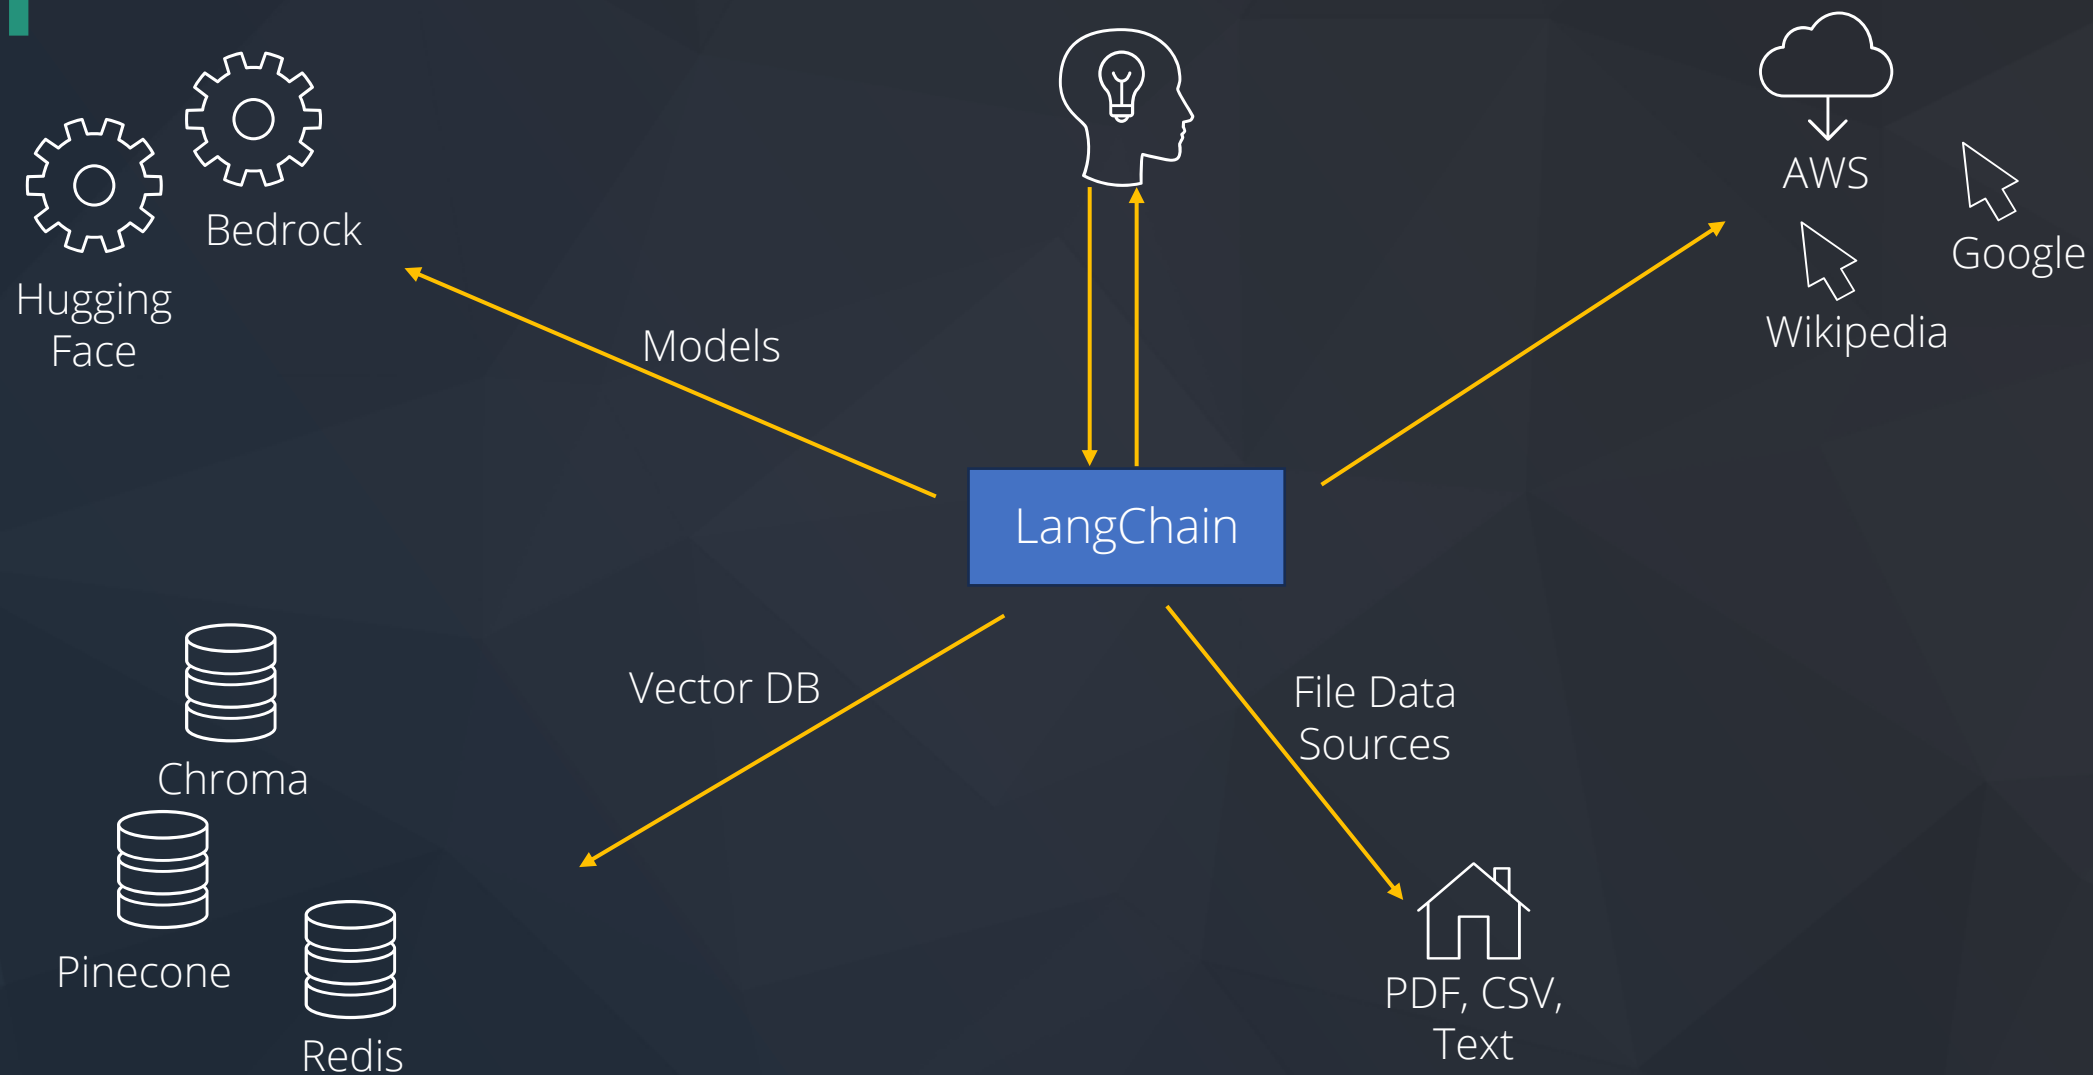 AWS
Bedrock
Google
Hugging
Face
Wikipedia
Models
LangChain
Vector DB
File Data
Sources
Chroma
Pinecone
PDF, CSV,
Text
Redis